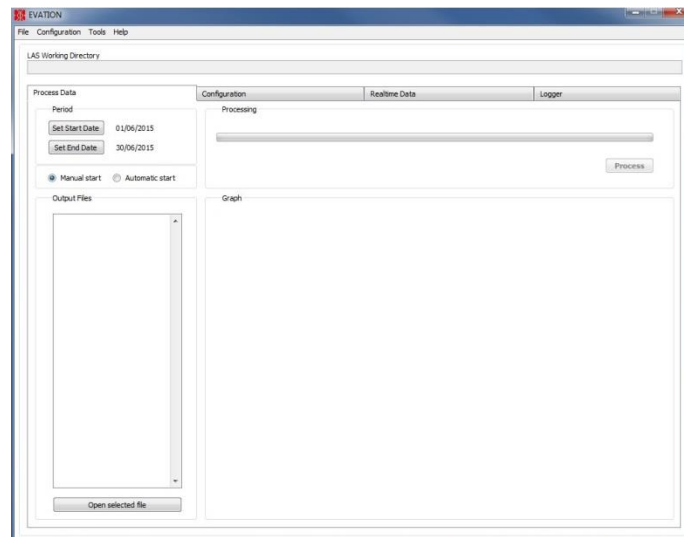 EVATION
File Configuration Tools Help
LAS Working Directory
Process Data Configuration Realtime Data Logger
Period
Set Start Date 01/06/2015
Set End Date 30/06/2015
Manual start Automatic start
Processing
Process
Output Files
Graph
Open selected file